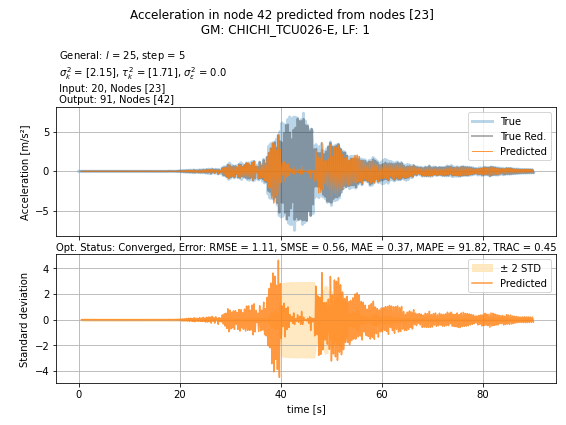 Acceleration in node 42 predicted from nodes [23]
GM: CHICHI_TCU026-E, LF: 1
General: l = 25, step = 5
σ²ₖ = [2.15], τ²ₖ = [1.71], σ²ε = 0.0
Input: 20, Nodes [23]
Output: 91, Nodes [42]
Acceleration [m/s²]
5
0
−5
True
True Red.
Predicted
Opt. Status: Converged, Error: RMSE = 1.11, SMSE = 0.56, MAE = 0.37, MAPE = 91.82, TRAC = 0.45
Standard deviation
4
2
0
−2
−4
± 2 STD
Predicted
0 20 40 60 80
time [s]